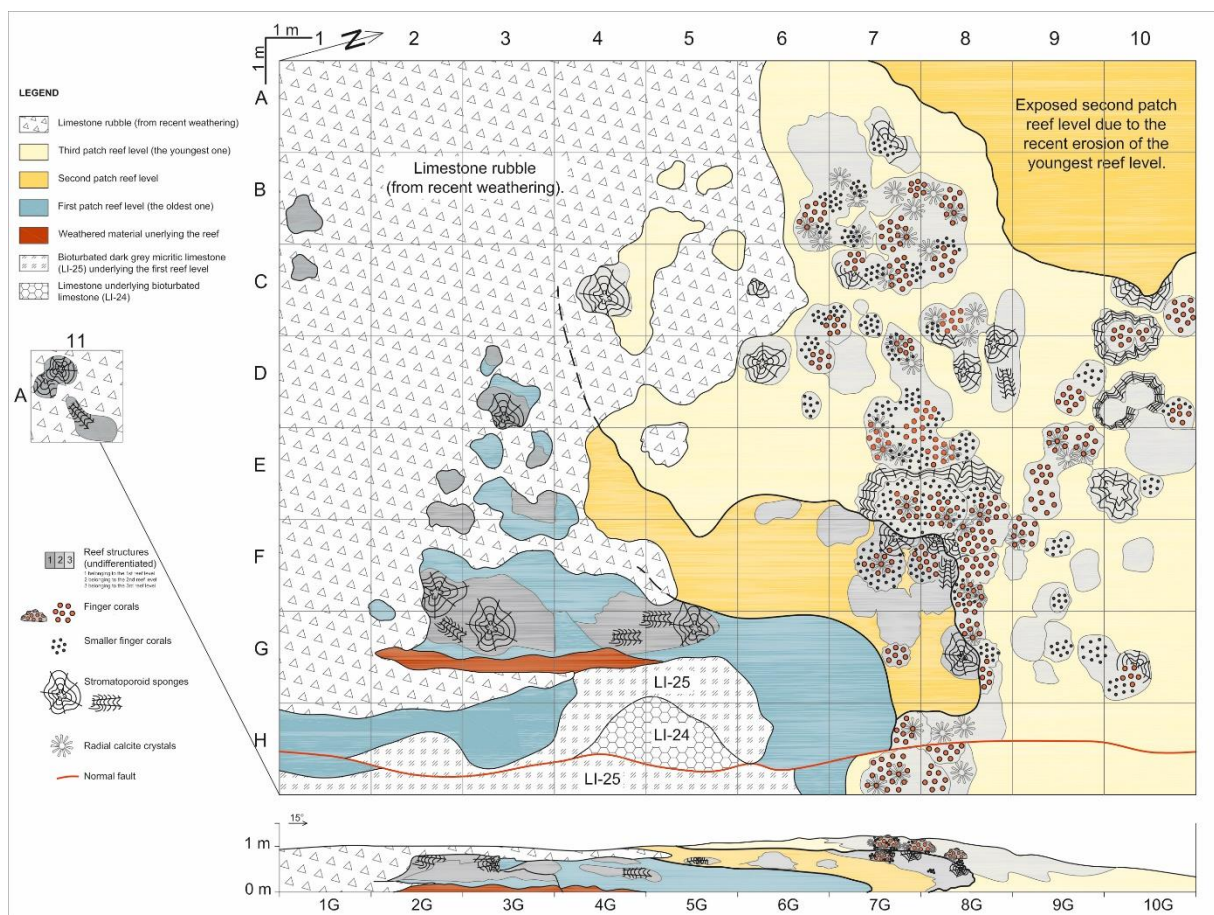 1 m
1 m
N
1 2 3 4 5 6 7 8 9 10
A
B
C
D
E
F
G
H
LEGEND
Limestone rubble (from recent weathering)
Third patch reef level (the youngest one)
Second patch reef level
First patch reef level (the oldest one)
Weathered material unerlying the reef
Bioturbated dark grey micritic limestone
(LI-25) underlying the first reef level
Limestone underlying bioturbated
limestone (LI-24)
11
A
1 2 3
Reef structures
(undifferentiated)
1 belonging to the 1st reef level
2 belonging to the 2nd reef level
3 belonging to the 3rd reef level
Finger corals
Smaller finger corals
Stromatoporoid sponges
Radial calcite crystals
Normal fault
Limestone rubble
(from recent weathering).
Exposed second patch
reef level due to the
recent erosion of the
youngest reef level.
LI-25
LI-24
LI-25
15°
1 m
0 m
1G 2G 3G 4G 5G 6G 7G 8G 9G 10G